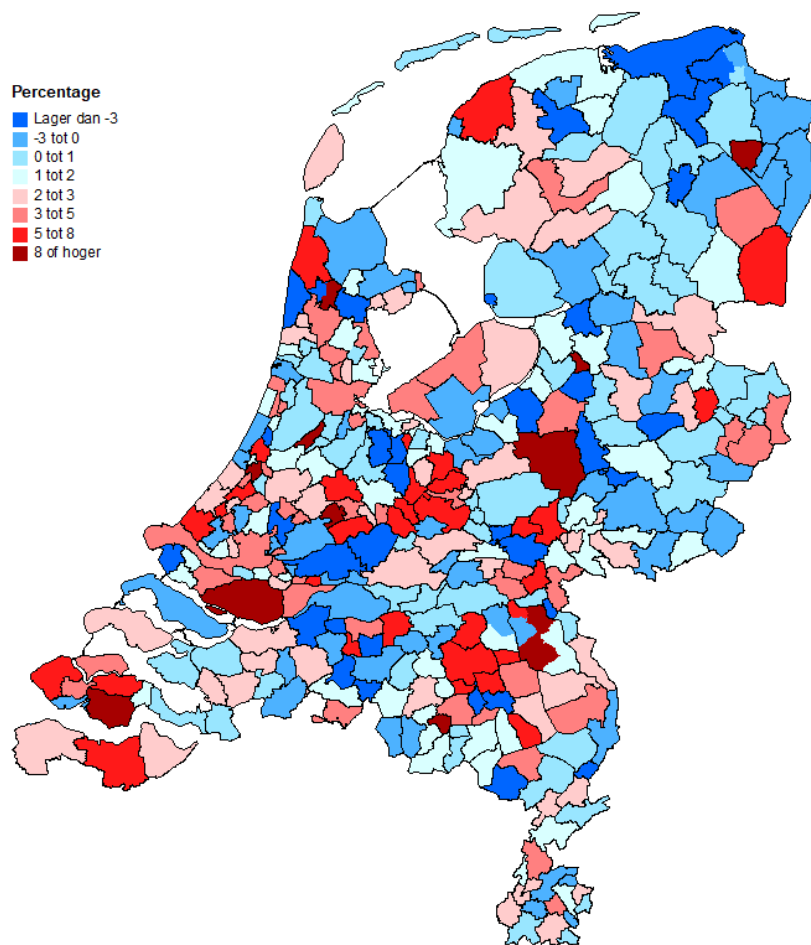 Percentage
Lager dan -3
-3 tot 0
0 tot 1
1 tot 2
2 tot 3
3 tot 5
5 tot 8
8 of hoger